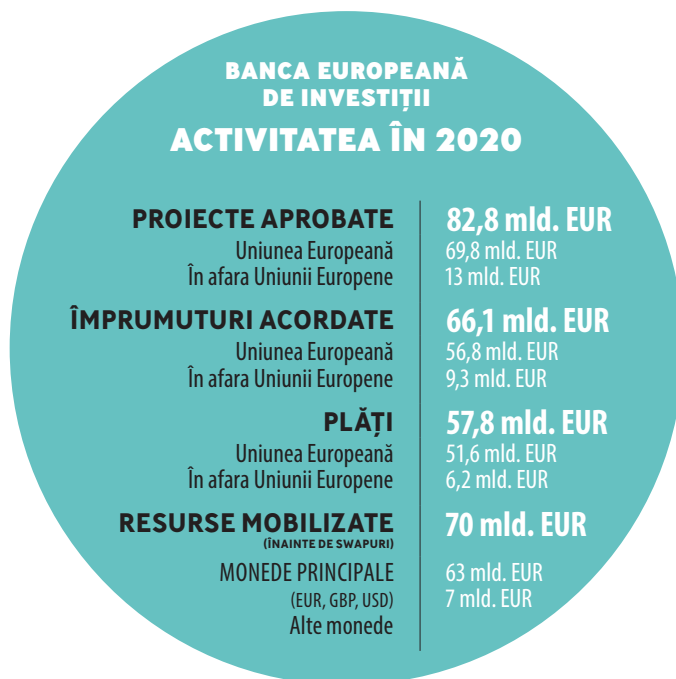 BANCA EUROPEANĂ
DE INVESTIȚII
ACTIVITATEA ÎN 2020
PROIECTE APROBATE 82,8 mld. EUR
Uniunea Europeană 69,8 mld. EUR
În afara Uniunii Europene 13 mld. EUR
ÎMPRUMUTURI ACORDATE 66,1 mld. EUR
Uniunea Europeană 56,8 mld. EUR
În afara Uniunii Europene 9,3 mld. EUR
PLĂȚI 57,8 mld. EUR
Uniunea Europeană 51,6 mld. EUR
În afara Uniunii Europene 6,2 mld. EUR
RESURSE MOBILIZATE 70 mld. EUR
(ÎNAINTE DE SWAPURI)
MONEDE PRINCIPALE 63 mld. EUR
(EUR, GBP, USD) 7 mld. EUR
Alte monede